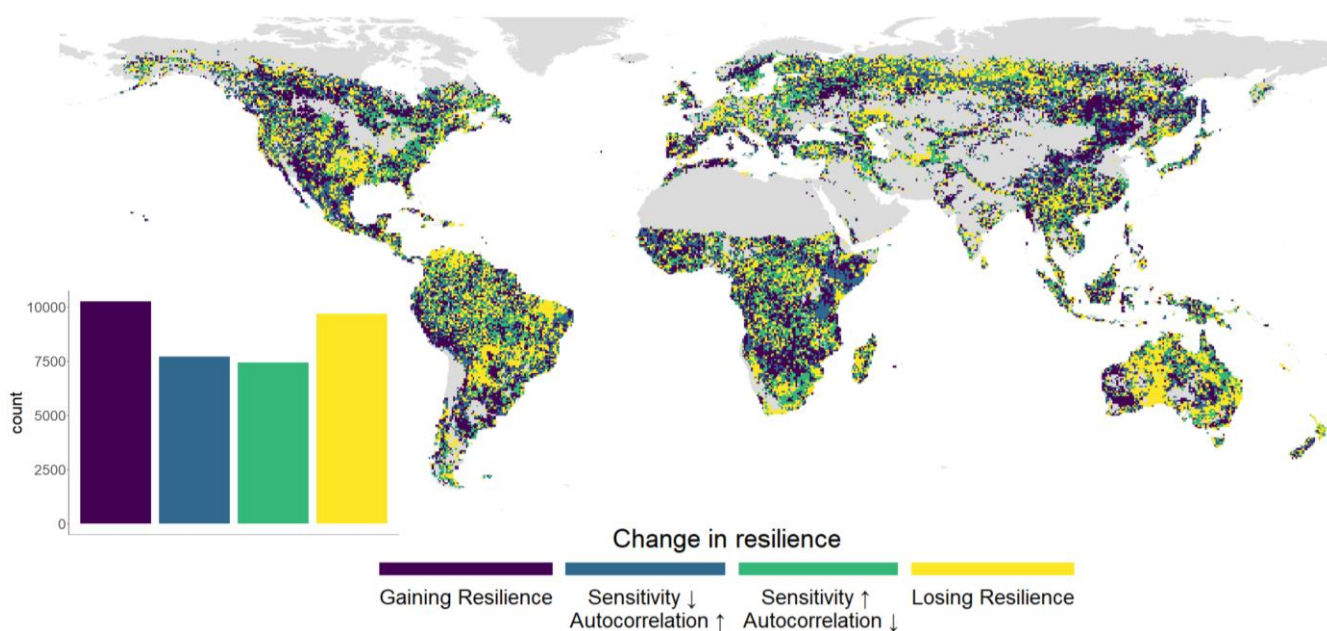 10000
7500
5000
2500
0
count
Change in resilience
Gaining Resilience
Sensitivity ↓
Autocorrelation ↑
Sensitivity ↑
Autocorrelation ↓
Losing Resilience